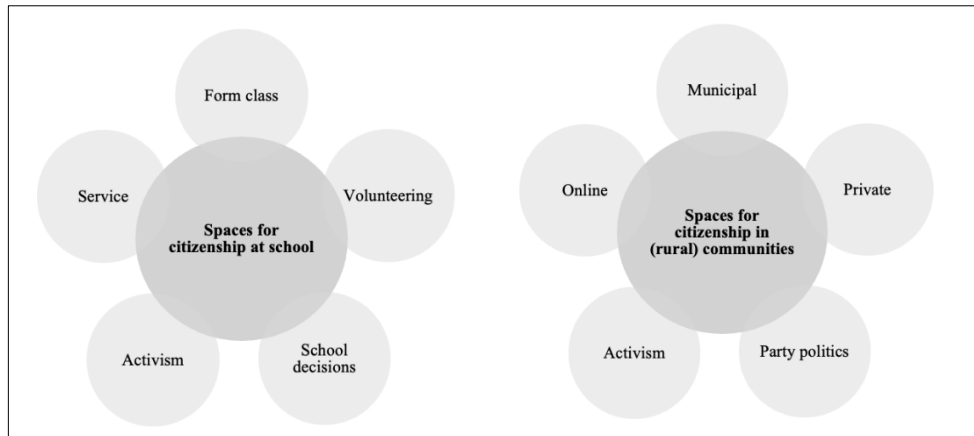 Form class
Service
Volunteering
Spaces for
citizenship at school
Activism
School
decisions
Municipal
Online
Private
Spaces for
citizenship in
(rural) communities
Activism
Party politics